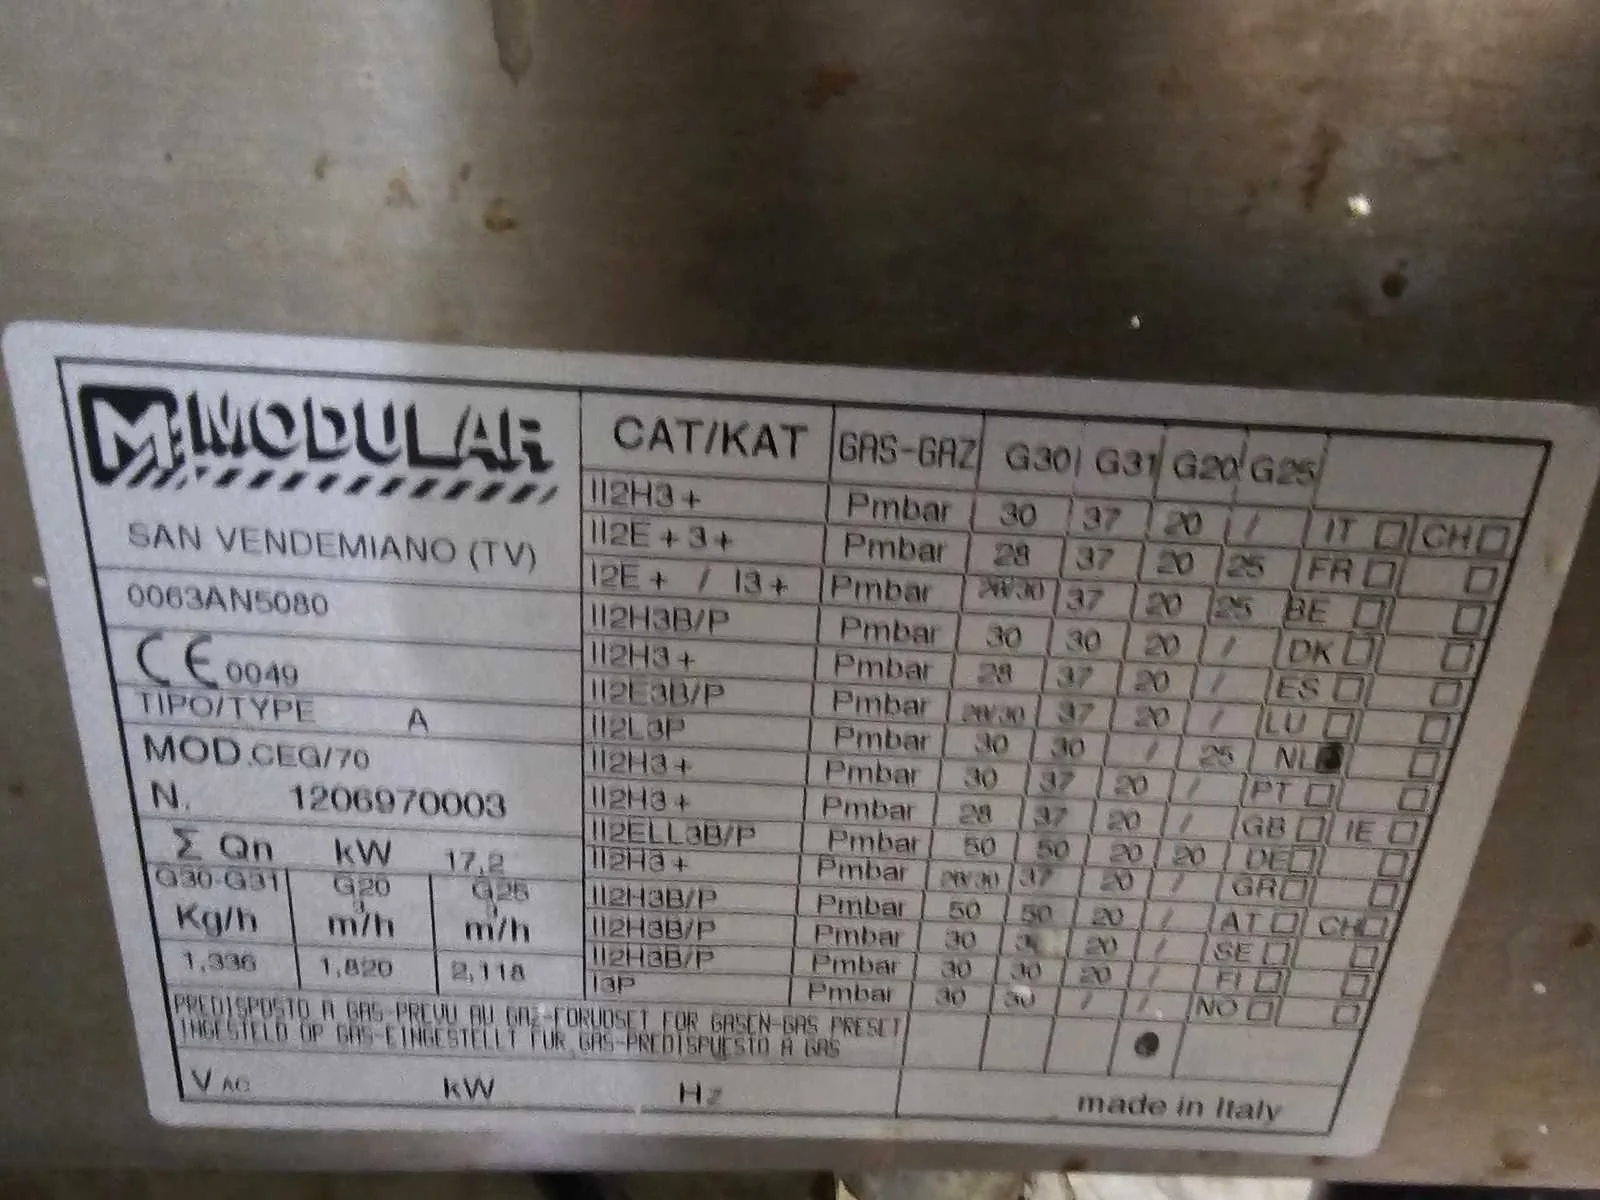 MODULAR
SAN VENDEMIANO (TV)
0063AN5080
CE 0049
TIPO/TYPE A
MOD.CEG/70
N. 1206970003
Σ Qn kW 17,2
G30-G31 G20 G25
Kg/h m³/h m³/h
1,336 1,820 2,118
CAT/KAT GAS-GAZ G30 G31 G20 G25
II2H3+ Pmbar 30 37 20 / IT CH
II2E+3+ Pmbar 28 37 20 25 FR
I2E+ / I3+ Pmbar 28/30 37 20 25 BE
II2H3B/P Pmbar 30 30 20 / DK
II2H3+ Pmbar 28 37 20 / ES
II2E3B/P Pmbar 28/30 37 20 / LU
II2L3P Pmbar 30 30 / 25 NL
II2H3+ Pmbar 30 37 20 / PT
II2H3+ Pmbar 28 37 20 / GB IE
II2ELL3B/P Pmbar 50 50 20 20 DE
II2H3+ Pmbar 28/30 37 20 / GR
II2H3B/P Pmbar 50 50 20 / AT CH
II2H3B/P Pmbar 30 20 / SE
II2H3B/P Pmbar 30 30 20 / FI
I3P Pmbar 30 30 / / NO
PREDISPOSTO A GAS-PREVU AU GAZ-FORUDSET FOR GASEN-GAS PRESET
INGESTELD OP GAS-EINGESTELLT FUR GAS-PREDISPUESTO A GAS
V AC kW Hz
made in Italy